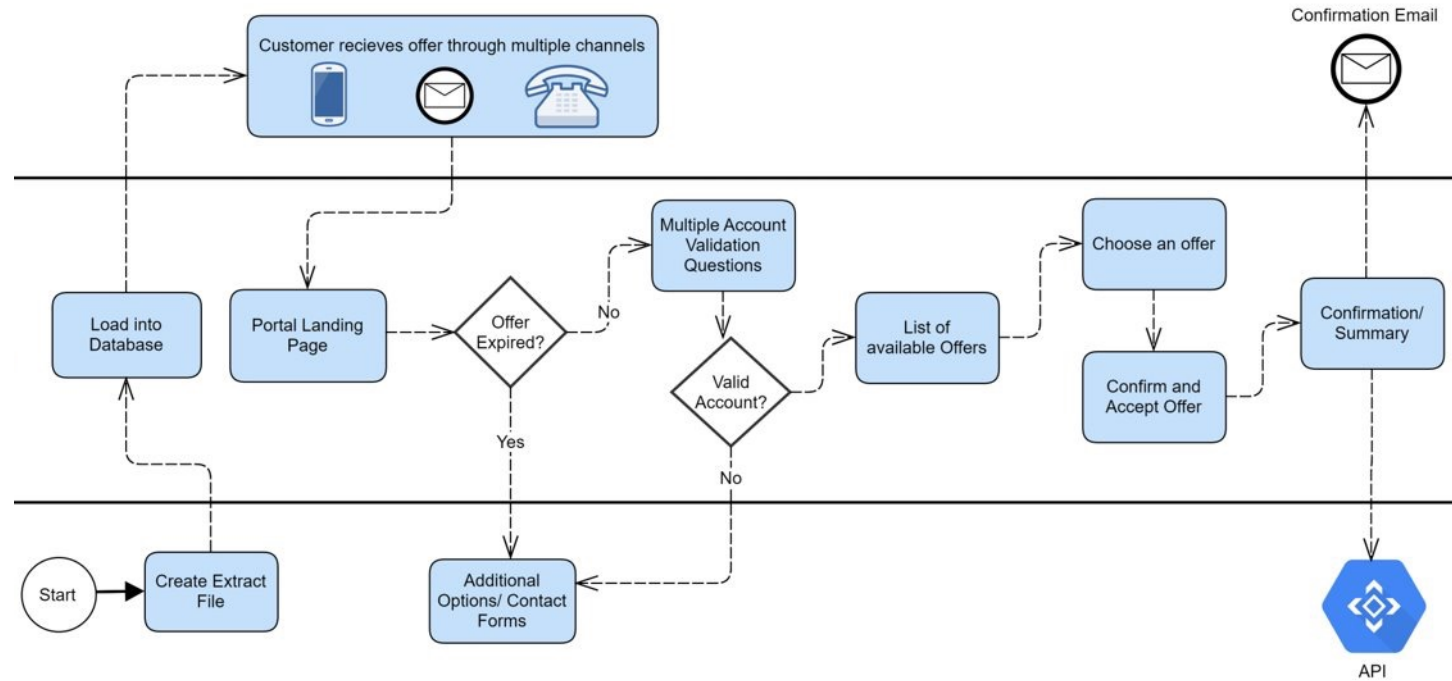 Confirmation Email
Customer recieves offer through multiple channels
Multiple Account
Validation
Questions
Choose an offer
Load into
Database
Portal Landing
Page
Offer
Expired?
No
List of
available Offers
Confirmation/
Summary
Valid
Account?
Confirm and
Accept Offer
Yes
No
Start
Create Extract
File
Additional
Options/ Contact
Forms
API